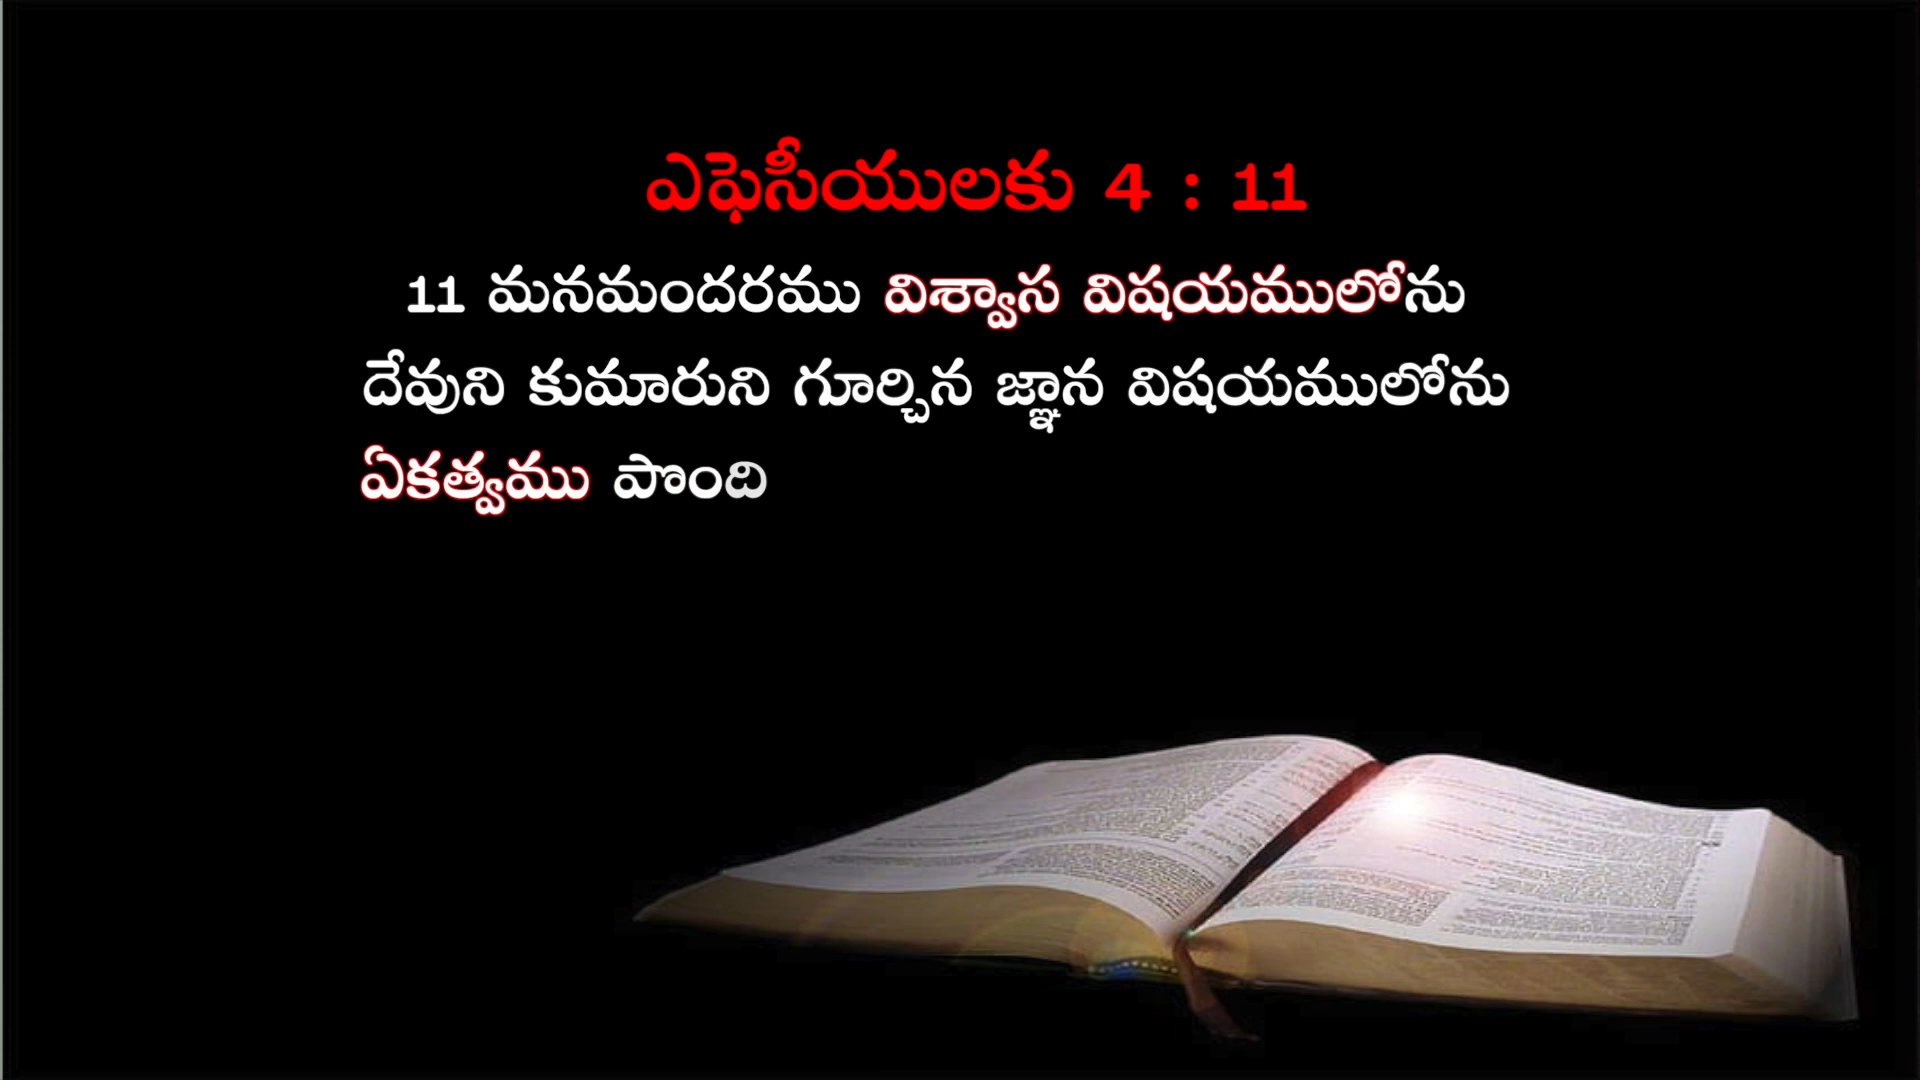 ఎఫెసీయులకు 4 : 11
11 మనమందరము విశ్వాస విషయములోను
దేవుని కుమారుని గూర్చిన జ్ఞాన విషయములోను
ఏకత్వము పొంది